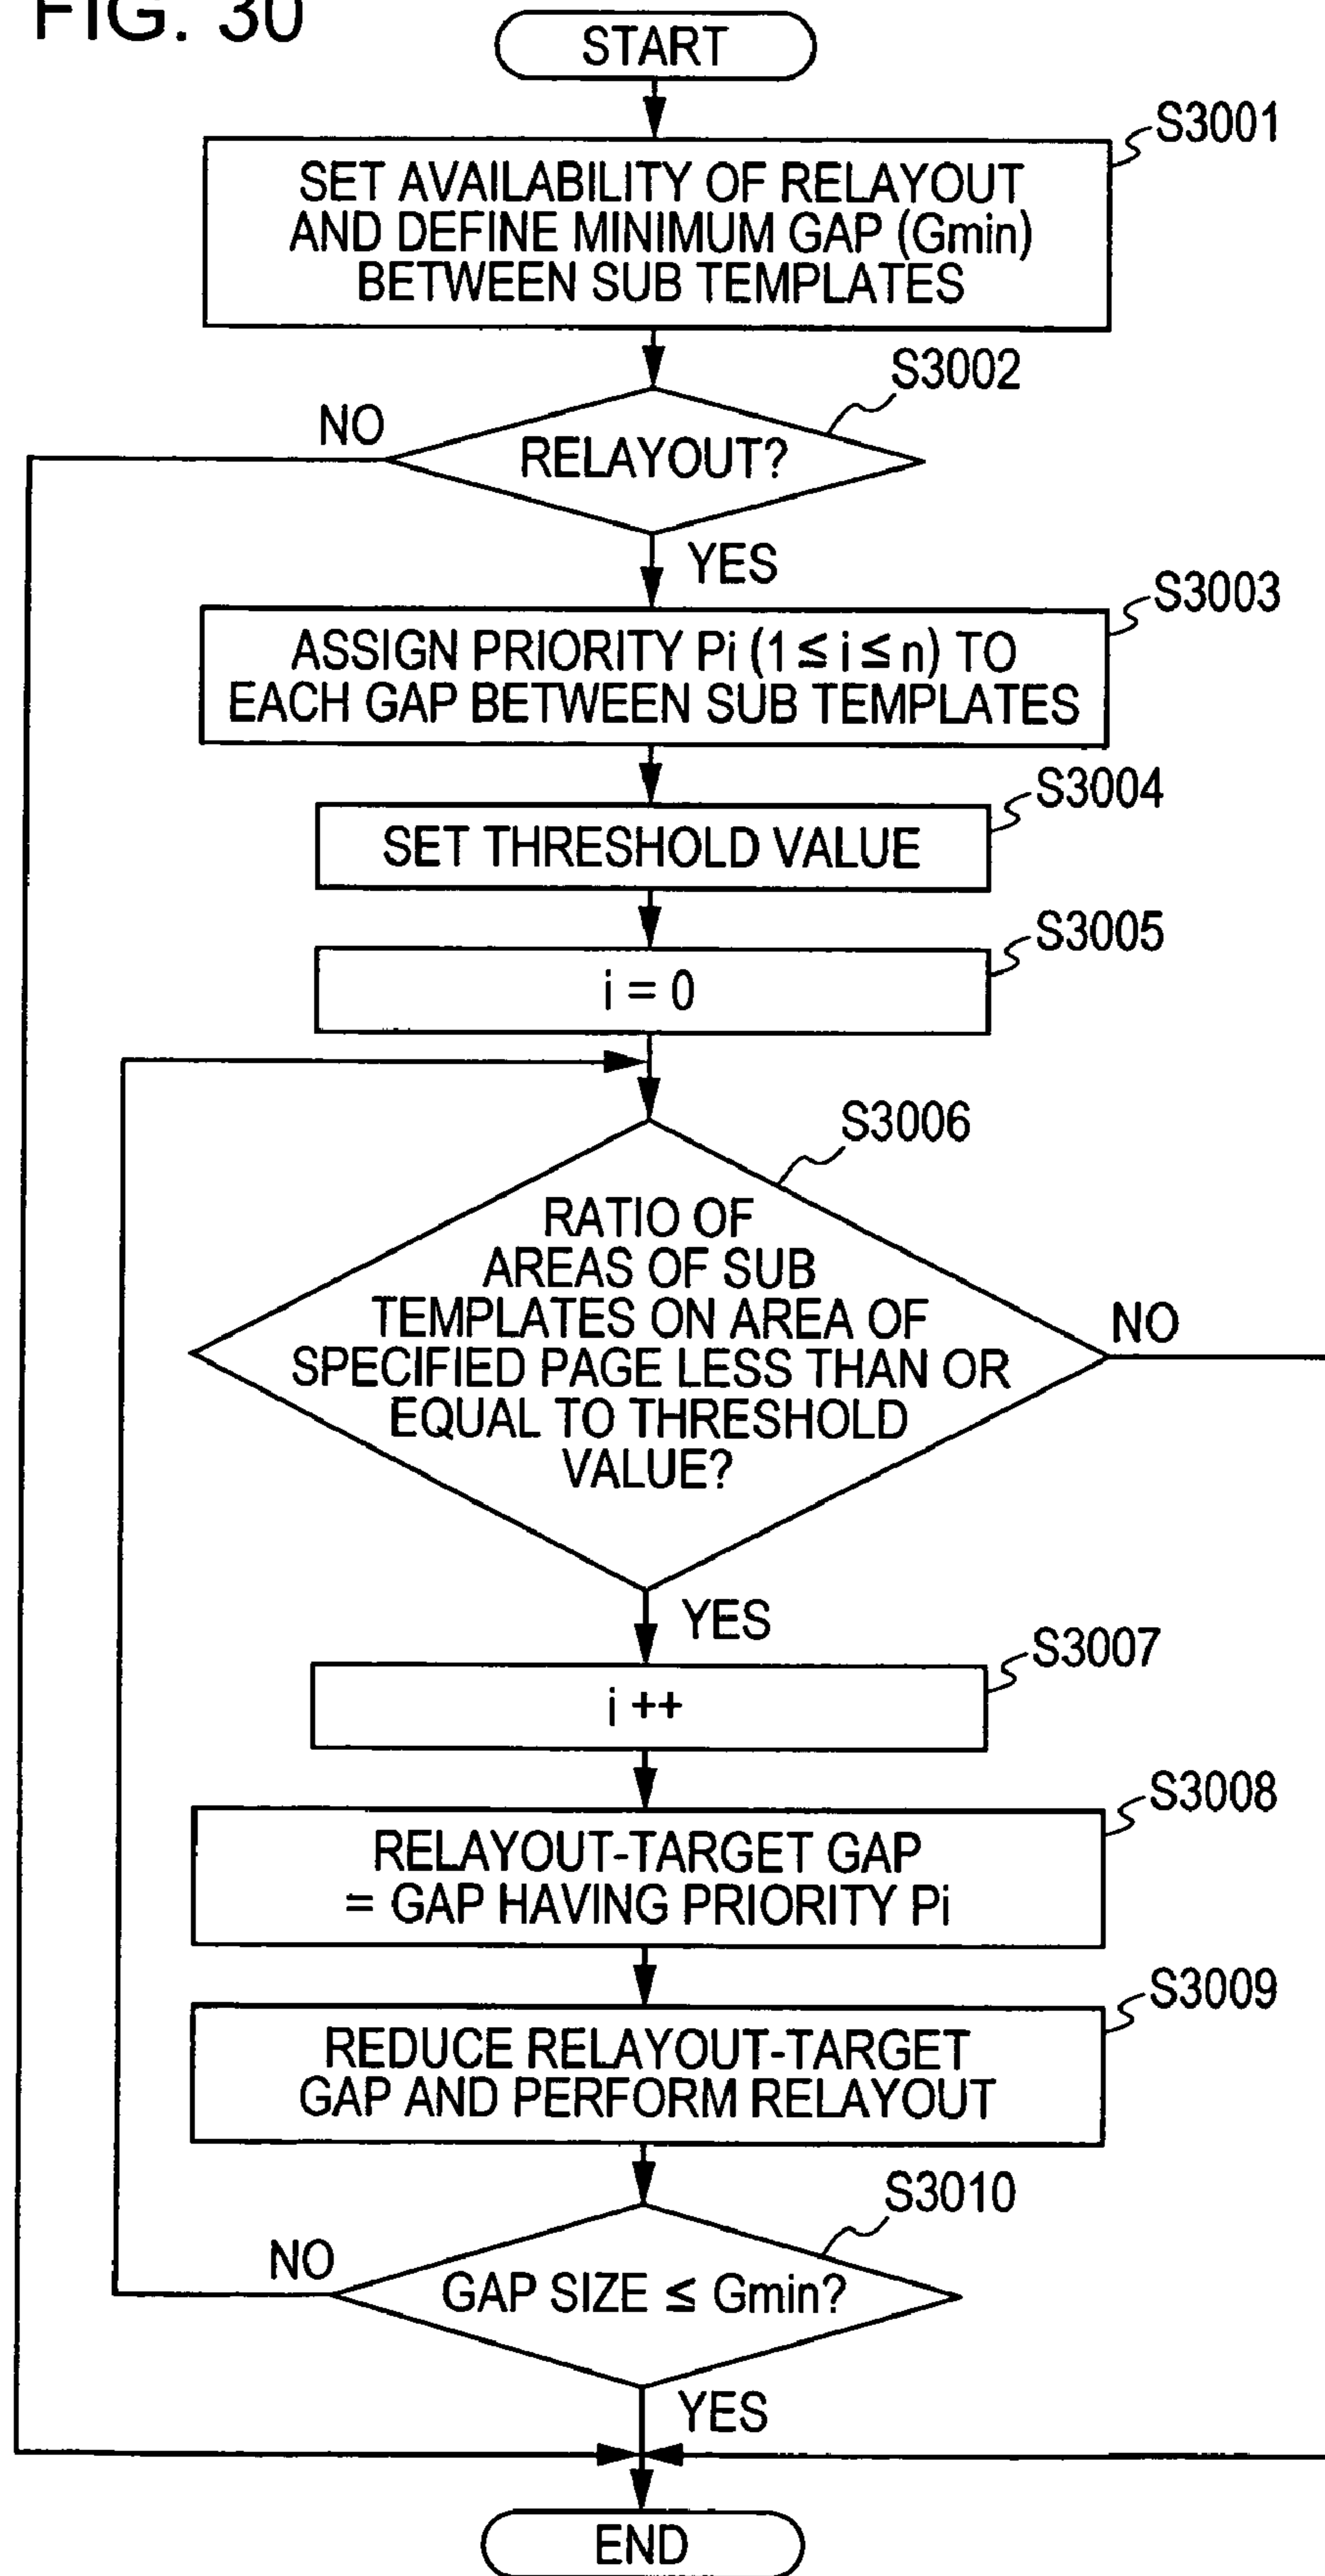 FIG. 30
START
S3001
SET AVAILABILITY OF RELAYOUT
AND DEFINE MINIMUM GAP (Gmin)
BETWEEN SUB TEMPLATES
S3002
NO
RELAYOUT?
YES
S3003
ASSIGN PRIORITY Pi (1 ≦ i ≦ n) TO
EACH GAP BETWEEN SUB TEMPLATES
S3004
SET THRESHOLD VALUE
S3005
i = 0
S3006
RATIO OF
AREAS OF SUB
TEMPLATES ON AREA OF
SPECIFIED PAGE LESS THAN OR
EQUAL TO THRESHOLD
VALUE?
NO
YES
S3007
i ++
S3008
RELAYOUT-TARGET GAP
= GAP HAVING PRIORITY Pi
S3009
REDUCE RELAYOUT-TARGET
GAP AND PERFORM RELAYOUT
S3010
NO
GAP SIZE ≦ Gmin?
YES
END